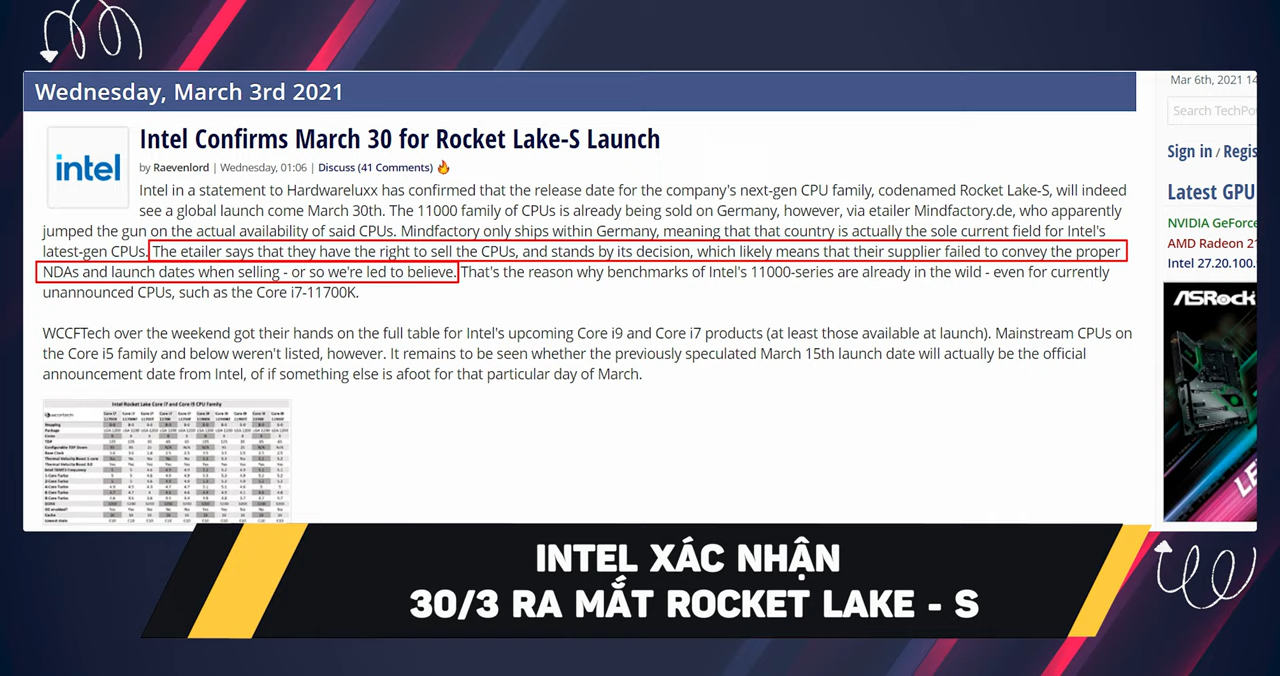 Wednesday, March 3rd 2021
Mar 6th, 2021 14
Search TechPo
Sign in / Regis
Intel Confirms March 30 for Rocket Lake-S Launch
intel
by Raevenlord | Wednesday, 01:06 | Discuss (41 Comments)
Intel in a statement to Hardwareluxx has confirmed that the release date for the company's next-gen CPU family, codenamed Rocket Lake-S, will indeed
see a global launch come March 30th. The 11000 family of CPUs is already being sold on Germany, however, via etailer Mindfactory.de, who apparently
jumped the gun on the actual availability of said CPUs. Mindfactory only ships within Germany, meaning that that country is actually the sole current field for Intel's
latest-gen CPUs. The etailer says that they have the right to sell the CPUs, and stands by its decision, which likely means that their supplier failed to convey the proper
NDAs and launch dates when selling - or so we're led to believe. That's the reason why benchmarks of Intel's 11000-series are already in the wild - even for currently
unannounced CPUs, such as the Core i7-11700K.
WCCFTech over the weekend got their hands on the full table for Intel's upcoming Core i9 and Core i7 products (at least those available at launch). Mainstream CPUs on
the Core i5 family and below weren't listed, however. It remains to be seen whether the previously speculated March 15th launch date will actually be the official
announcement date from Intel, of if something else is afoot for that particular day of March.
Latest GPU
NVIDIA GeForce
AMD Radeon 21
Intel 27.20.100.
ASRock
LE
Intel Rocket Lake Core i7 and Core i9 CPU Family
INTEL XÁC NHẬN
30/3 RA MẮT ROCKET LAKE - S